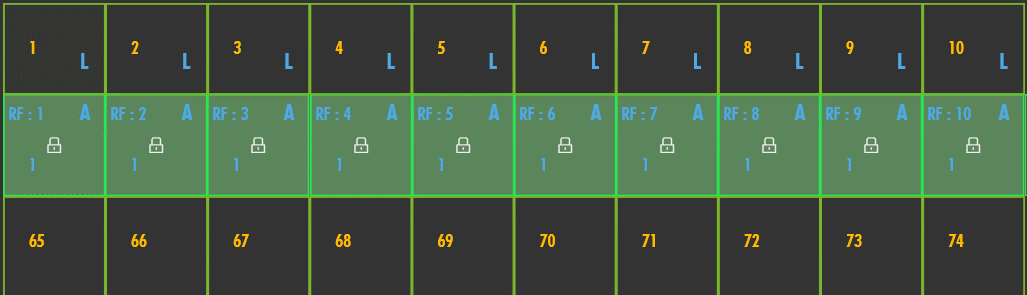 1 2 3 4 5 6 7 8 9 10
L L L L L L L L L L
RF : 1 A RF : 2 A RF : 3 A RF : 4 A RF : 5 A RF : 6 A RF : 7 A RF : 8 A RF : 9 A RF : 10 A
1 1 1 1 1 1 1 1 1 1
65 66 67 68 69 70 71 72 73 74